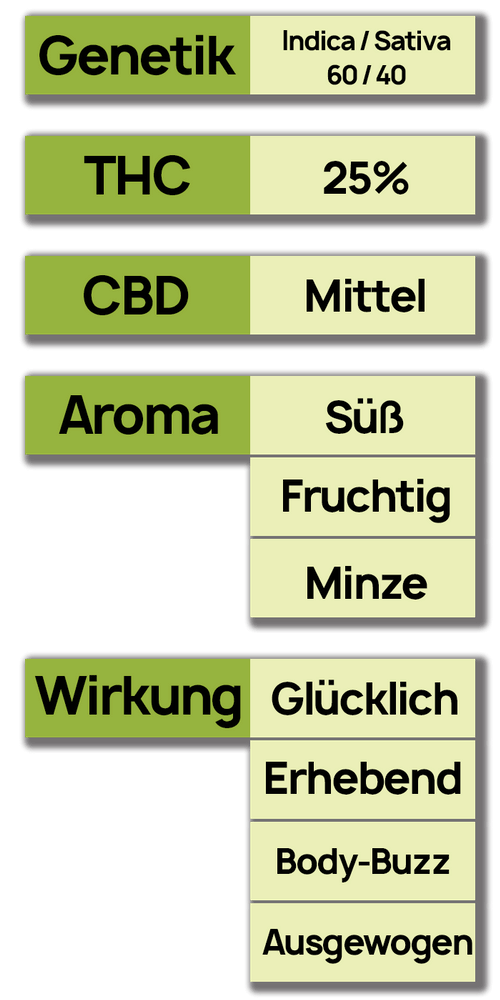 Genetik
Indica / Sativa
60 / 40
THC
25%
CBD
Mittel
Aroma
Süß
Fruchtig
Minze
Wirkung
Glücklich
Erhebend
Body-Buzz
Ausgewogen